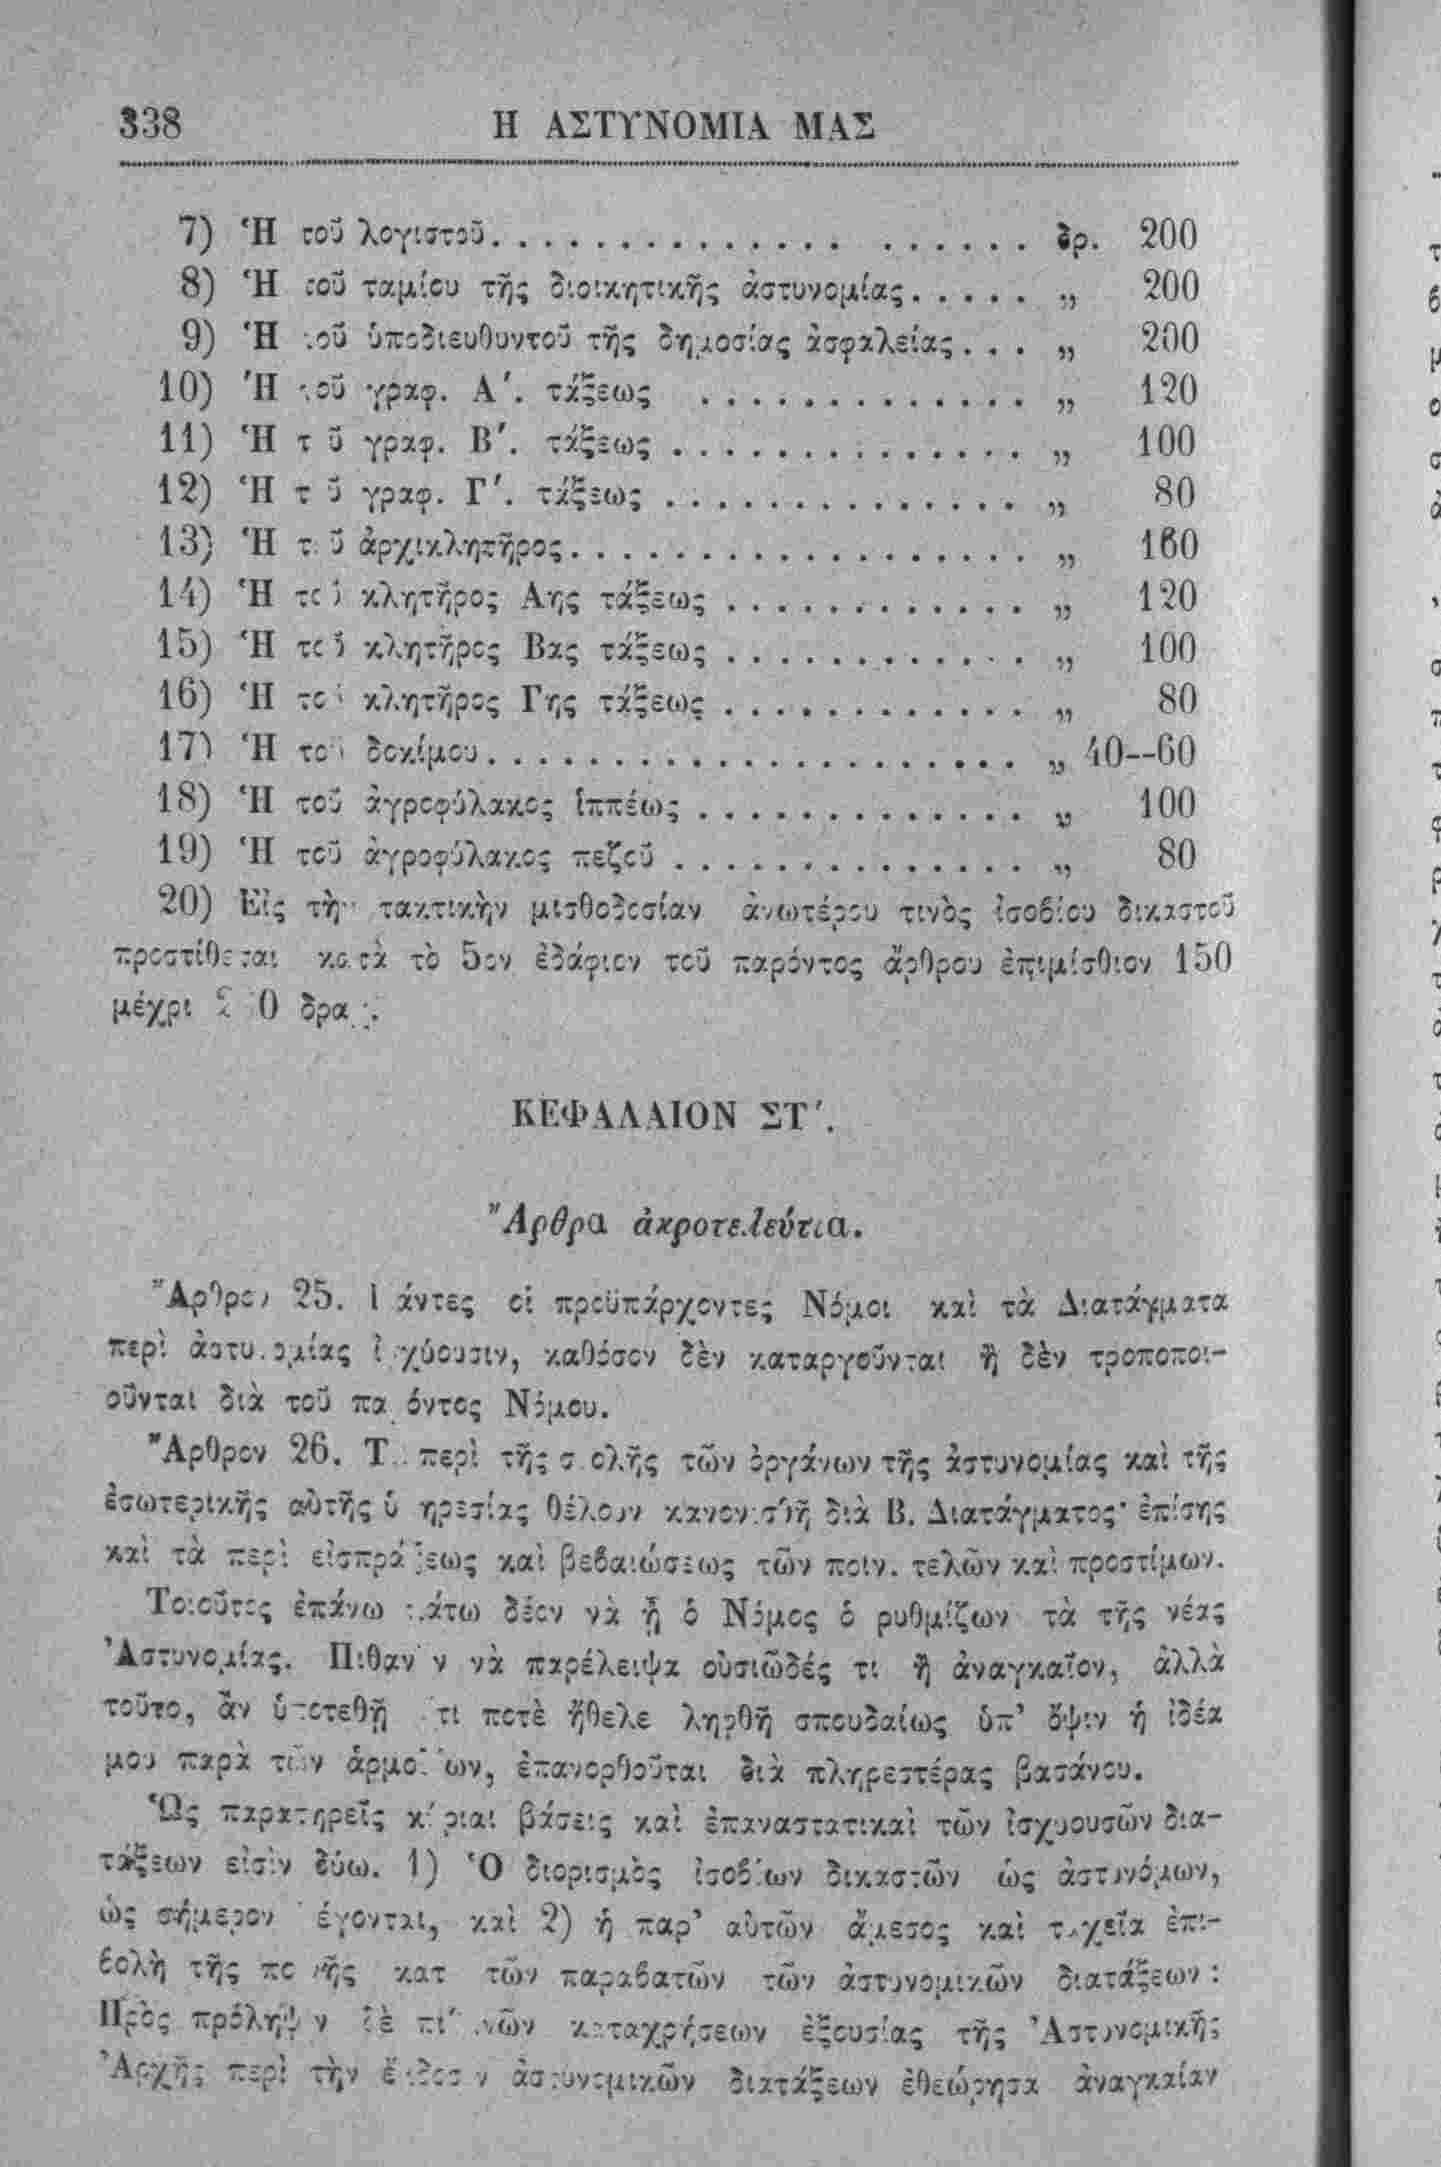 338 Η ΑΣΤΥΝΟΜΙΑ ΜΑΣ
7) Ἡ τοῦ λογιστοῦ. . . . . . . . . . . . . . . . . . . . δρ. 200
8) Ἡ τοῦ ταμίου τῆς διοικητικῆς ἀστυνομίας. . . . . „ 200
9) Ἡ τοῦ ὑποδιευθυντοῦ τῆς δημοσίας ἀσφαλείας. . . „ 200
10) Ἡ τοῦ γραφ. Α΄. τάξεως . . . . . . . . . . . . . „ 120
11) Ἡ τοῦ γραφ. Β΄. τάξεως . . . . . . . . . . . . . . „ 100
12) Ἡ τοῦ γραφ. Γ΄. τάξεως . . . . . . . . . . . . . . „ 80
13) Ἡ τοῦ ἀρχικλητῆρος. . . . . . . . . . . . . . . . . . „ 160
14) Ἡ τοῦ κλητῆρος Αης τάξεως . . . . . . . . . . . . „ 120
15) Ἡ τοῦ κλητῆρος Βας τάξεως . . . . . . . . . . . . „ 100
16) Ἡ τοῦ κλητῆρος Γης τάξεως . . . . . . . . . . . . „ 80
17) Ἡ τοῦ δοκίμου. . . . . . . . . . . . . . . . . . . . . „ 40--60
18) Ἡ τοῦ ἀγροφύλακος ἱππέως . . . . . . . . . . . . . . „ 100
19) Ἡ τοῦ ἀγροφύλακος πεζοῦ . . . . . . . . . . . . . . . „ 80
20) Εἰς τὴν τακτικὴν μισθοδοσίαν ἀνωτέρου τινὸς ἰσοβίου δικαστοῦ
προστίθεται κατὰ τὸ 5ον ἐδάφιον τοῦ παρόντος ἄρθρου ἐπιμίσθιον 150
μέχρι δραχ.
ΚΕΦΑΛΑΙΟΝ ΣΤ΄.
Ἄρθρα ἀκροτελεύτια.
Ἄρθρον 25. Πάντες οἱ προϋπάρχοντες Νόμοι καὶ τὰ Διατάγματα
περὶ ἀστυνομίας ἰσχύουσιν, καθόσον δὲν καταργοῦνται ἢ δὲν τροποποι-
οῦνται διὰ τοῦ παρόντος Νόμου.
Ἄρθρον 26. Τὰ περὶ τῆς στολῆς τῶν ὀργάνων τῆς ἀστυνομίας καὶ τῆς
ἐσωτερικῆς αὐτῆς ὑπηρεσίας θέλουν κανονισθῆ διὰ Β. Διατάγματος· ἐπίσης
καὶ τὰ περὶ εἰσπράξεως καὶ βεβαιώσεως τῶν ποιν. τελῶν καὶ προστίμων.
Τοιοῦτος ἐπάνω κάτω δέον νὰ ᾖ ὁ Νόμος ὁ ρυθμίζων τὰ τῆς νέας
Ἀστυνομίας. Πιθανὸν νὰ παρέλειψα οὐσιῶδές τι ἢ ἀναγκαῖον, ἀλλὰ
τοῦτο, ἂν ὑποτεθῇ ὅτι ποτὲ ἤθελε ληφθῆ σπουδαίως ὑπ’ ὄψιν ἡ ἰδέα
μου παρὰ τῶν ἁρμοδίων, ἐπανορθοῦται διὰ πληρεστέρας βασάνου.
Ὡς παρατηρεῖς κύριαι βάσεις καὶ ἐπαναστατικαὶ τῶν ἰσχυουσῶν δια-
τάξεων εἰσὶν δύω. 1) Ὁ διορισμὸς ἰσοβίων δικαστῶν ὡς ἀστυνόμων,
ὡς σήμερον λέγονται, καὶ 2) ἡ παρ’ αὐτῶν ἄμεσος καὶ ταχεῖα ἐπι-
βολὴ τῆς ποινῆς κατὰ τῶν παραβατῶν τῶν ἀστυνομικῶν διατάξεων :
Πρὸς πρόληψιν δὲ πιθανῶν καταχρήσεων ἐξουσίας τῆς Ἀστυνομικῆς
Ἀρχῆς περὶ τὴν ἔκδοσιν ἀστυνομικῶν διατάξεων ἐθεώρησα ἀναγκαίαν